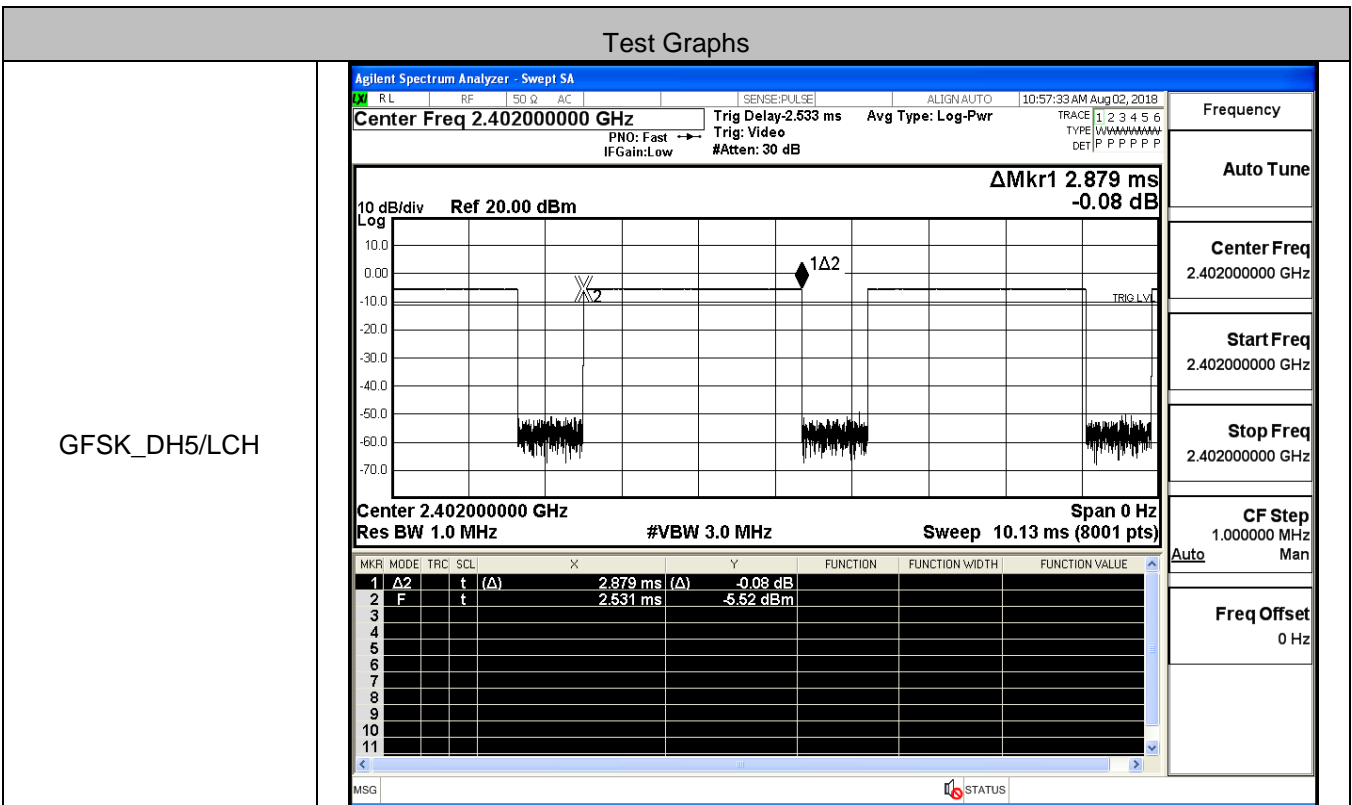 Test Graphs
GFSK_DH5/LCH
Agilent Spectrum Analyzer - Swept SA
LXI RL RF 50 Ω AC SENSE:PULSE ALIGN AUTO 10:57:33 AM Aug 02, 2018
Center Freq 2.402000000 GHz
PNO: Fast
IFGain:Low
Trig Delay-2.533 ms
Trig: Video
#Atten: 30 dB
Avg Type: Log-Pwr
TRACE 1 2 3 4 5 6
TYPE WWWWWW
DET P P P P P P
ΔMkr1 2.879 ms
-0.08 dB
10 dB/div Ref 20.00 dBm
Log
10.0
0.00
-10.0
-20.0
-30.0
-40.0
-50.0
-60.0
-70.0
1Δ2
2
TRIG LVL
Center 2.402000000 GHz Span 0 Hz
Res BW 1.0 MHz #VBW 3.0 MHz Sweep 10.13 ms (8001 pts)
MKR MODE TRC SCL X Y FUNCTION FUNCTION WIDTH FUNCTION VALUE
1 Δ2 t (Δ) 2.879 ms (Δ) -0.08 dB
2 F t 2.531 ms -5.52 dBm
3
4
5
6
7
8
9
10
11
MSG STATUS
Frequency
Auto Tune
Center Freq
2.402000000 GHz
Start Freq
2.402000000 GHz
Stop Freq
2.402000000 GHz
CF Step
1.000000 MHz
Auto Man
Freq Offset
0 Hz